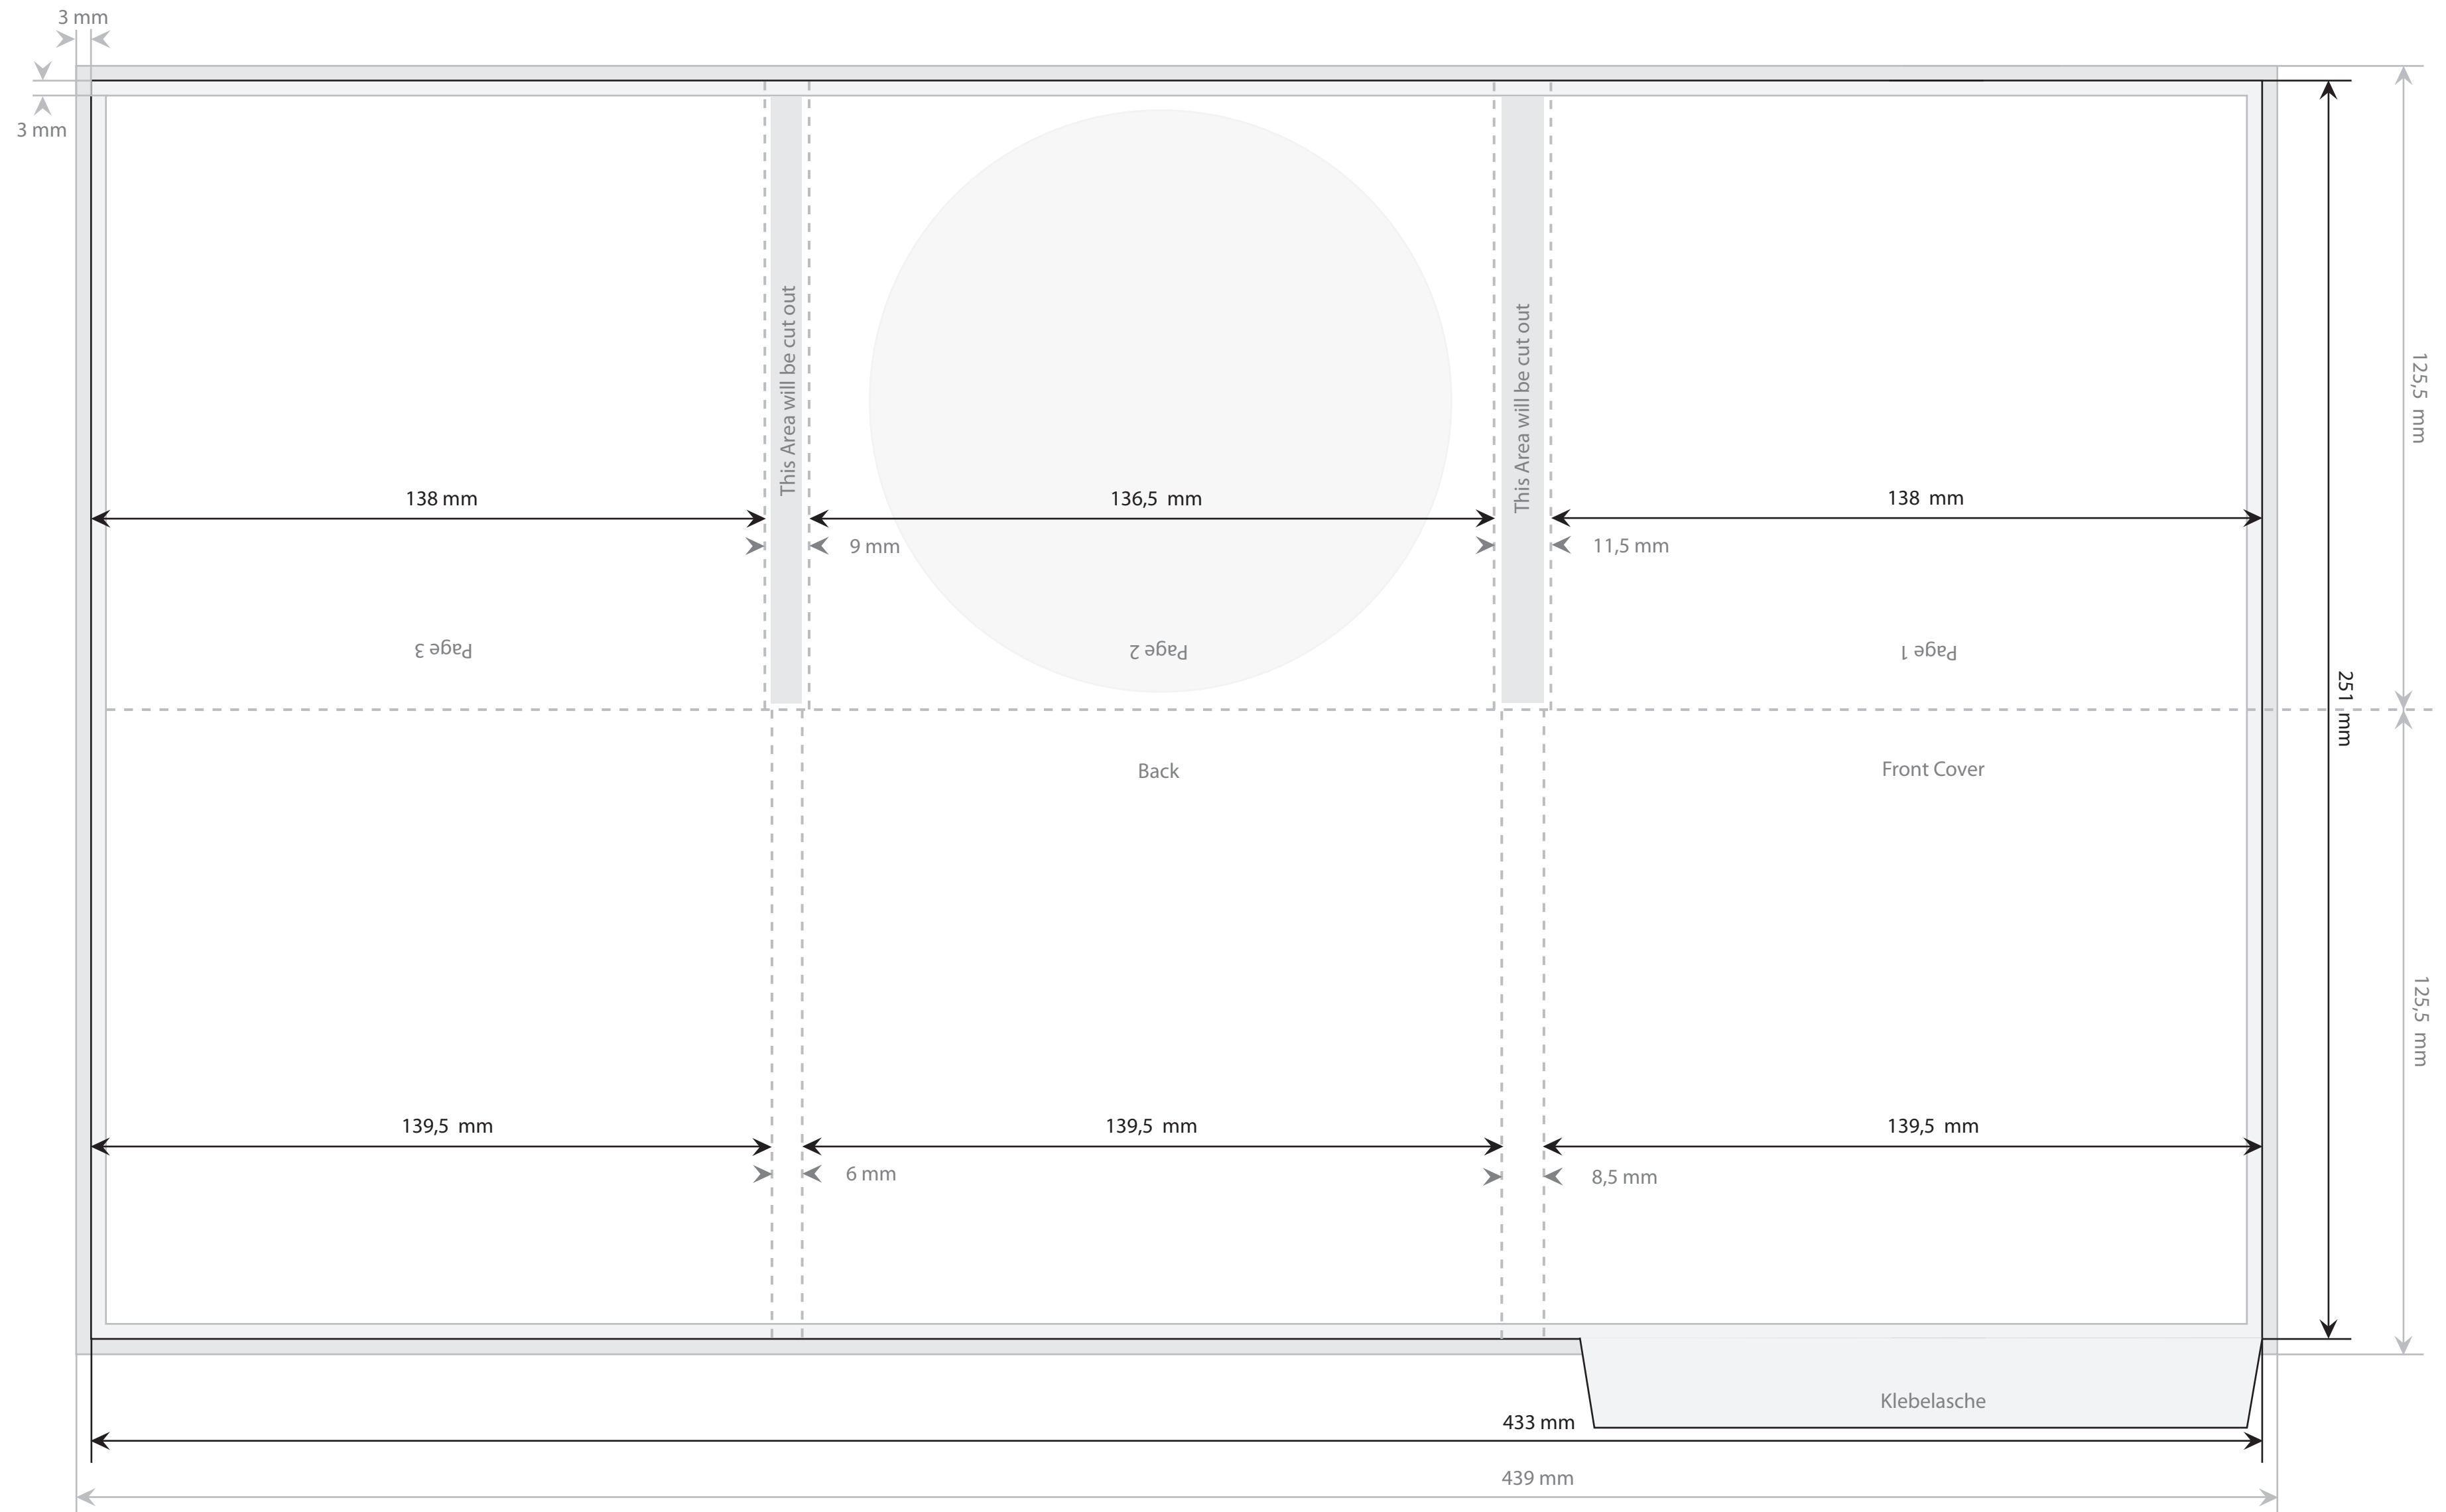 3 mm
3 mm
This Area will be cut out
This Area will be cut out
125,5 mm
138 mm
136,5 mm
138 mm
9 mm
11,5 mm
Page 3
Page 2
Page 1
251 mm
Back
Front Cover
125,5 mm
139,5 mm
139,5 mm
139,5 mm
6 mm
8,5 mm
Klebelasche
433 mm
439 mm